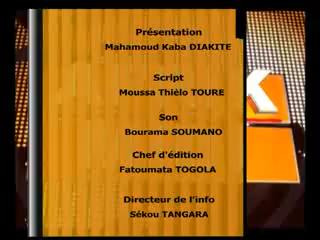 Présentation
Mahamoud Kaba DIAKITE
Script
Moussa Thièlo TOURE
Son
Bourama SOUMANO
Chef d'édition
Fatoumata TOGOLA
Directeur de l'info
Sékou TANGARA